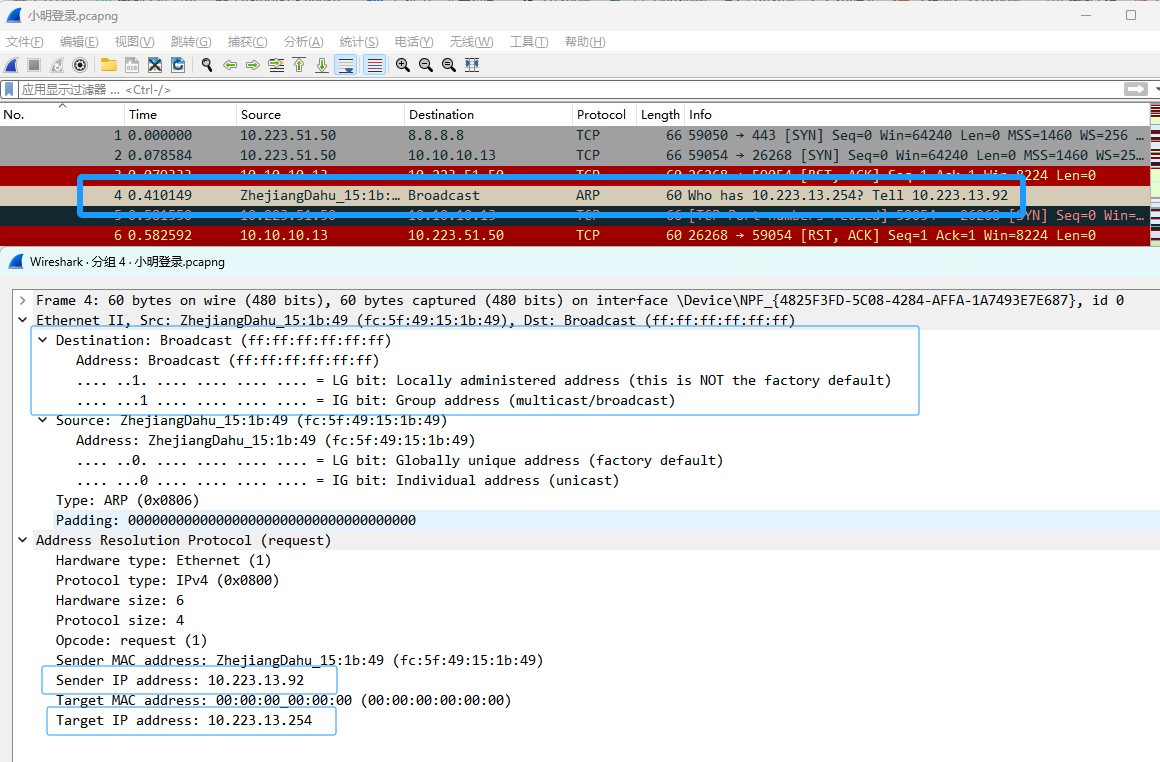 小明登录.pcapng
文件(F) 编辑(E) 视图(V) 跳转(G) 捕获(C) 分析(A) 统计(S) 电话(Y) 无线(W) 工具(T) 帮助(H)
应用显示过滤器 … <Ctrl-/>
No. Time Source Destination Protocol Length Info
1 0.000000 10.223.51.50 8.8.8.8 TCP 66 59050 → 443 [SYN] Seq=0 Win=64240 Len=0 MSS=1460 WS=256 …
2 0.078584 10.223.51.50 10.10.10.13 TCP 66 59054 → 26268 [SYN] Seq=0 Win=64240 Len=0 MSS=1460 WS=25…
3 0.079333 10.10.10.13 10.223.51.50 TCP 60 26268 → 59054 [RST, ACK] Seq=1 Ack=1 Win=8224 Len=0
4 0.410149 ZhejiangDahu_15:1b:… Broadcast ARP 60 Who has 10.223.13.254? Tell 10.223.13.92
5 0.581550 10.223.51.50 10.10.10.13 TCP 66 [TCP Port numbers reused] 59054 → 26268 [SYN] Seq=0 Win=…
6 0.582592 10.10.10.13 10.223.51.50 TCP 60 26268 → 59054 [RST, ACK] Seq=1 Ack=1 Win=8224 Len=0
Wireshark · 分组 4 · 小明登录.pcapng
Frame 4: 60 bytes on wire (480 bits), 60 bytes captured (480 bits) on interface \Device\NPF_{4825F3FD-5C08-4284-AFFA-1A7493E7E687}, id 0
Ethernet II, Src: ZhejiangDahu_15:1b:49 (fc:5f:49:15:1b:49), Dst: Broadcast (ff:ff:ff:ff:ff:ff)
Destination: Broadcast (ff:ff:ff:ff:ff:ff)
Address: Broadcast (ff:ff:ff:ff:ff:ff)
.... ..1. .... .... .... .... = LG bit: Locally administered address (this is NOT the factory default)
.... ...1 .... .... .... .... = IG bit: Group address (multicast/broadcast)
Source: ZhejiangDahu_15:1b:49 (fc:5f:49:15:1b:49)
Address: ZhejiangDahu_15:1b:49 (fc:5f:49:15:1b:49)
.... ..0. .... .... .... .... = LG bit: Globally unique address (factory default)
.... ...0 .... .... .... .... = IG bit: Individual address (unicast)
Type: ARP (0x0806)
Padding: 000000000000000000000000000000000000
Address Resolution Protocol (request)
Hardware type: Ethernet (1)
Protocol type: IPv4 (0x0800)
Hardware size: 6
Protocol size: 4
Opcode: request (1)
Sender MAC address: ZhejiangDahu_15:1b:49 (fc:5f:49:15:1b:49)
Sender IP address: 10.223.13.92
Target MAC address: 00:00:00_00:00:00 (00:00:00:00:00:00)
Target IP address: 10.223.13.254